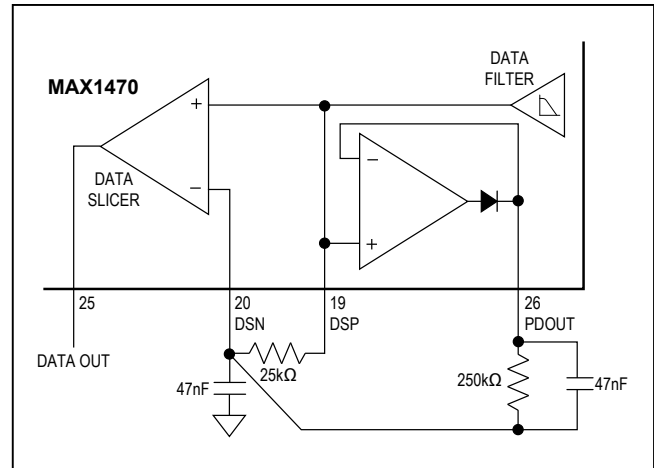 MAX1470
DATA
FILTER
+
−
DATA
SLICER
−
+
25
20
DSN
19
DSP
26
PDOUT
DATA OUT
25kΩ
47nF
250kΩ
47nF